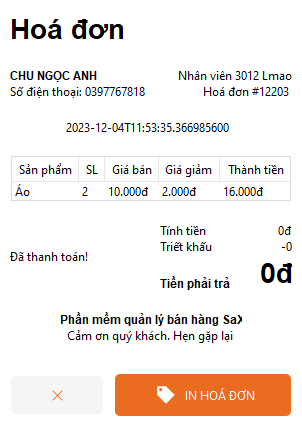 Hoá đơn
CHU NGỌC ANH Nhân viên 3012 Lmao
Số điện thoại: 0397767818 Hoá đơn #12203
2023-12-04T11:53:35.366985600
Sản phẩm SL Giá bán Giá giảm Thành tiền
Áo 2 10.000đ 2.000đ 16.000đ
Tính tiền 0đ
Triết khấu -0
Đã thanh toán!
Tiền phải trả 0đ
Phần mềm quản lý bán hàng SaX
Cảm ơn quý khách. Hẹn gặp lại
IN HOÁ ĐƠN